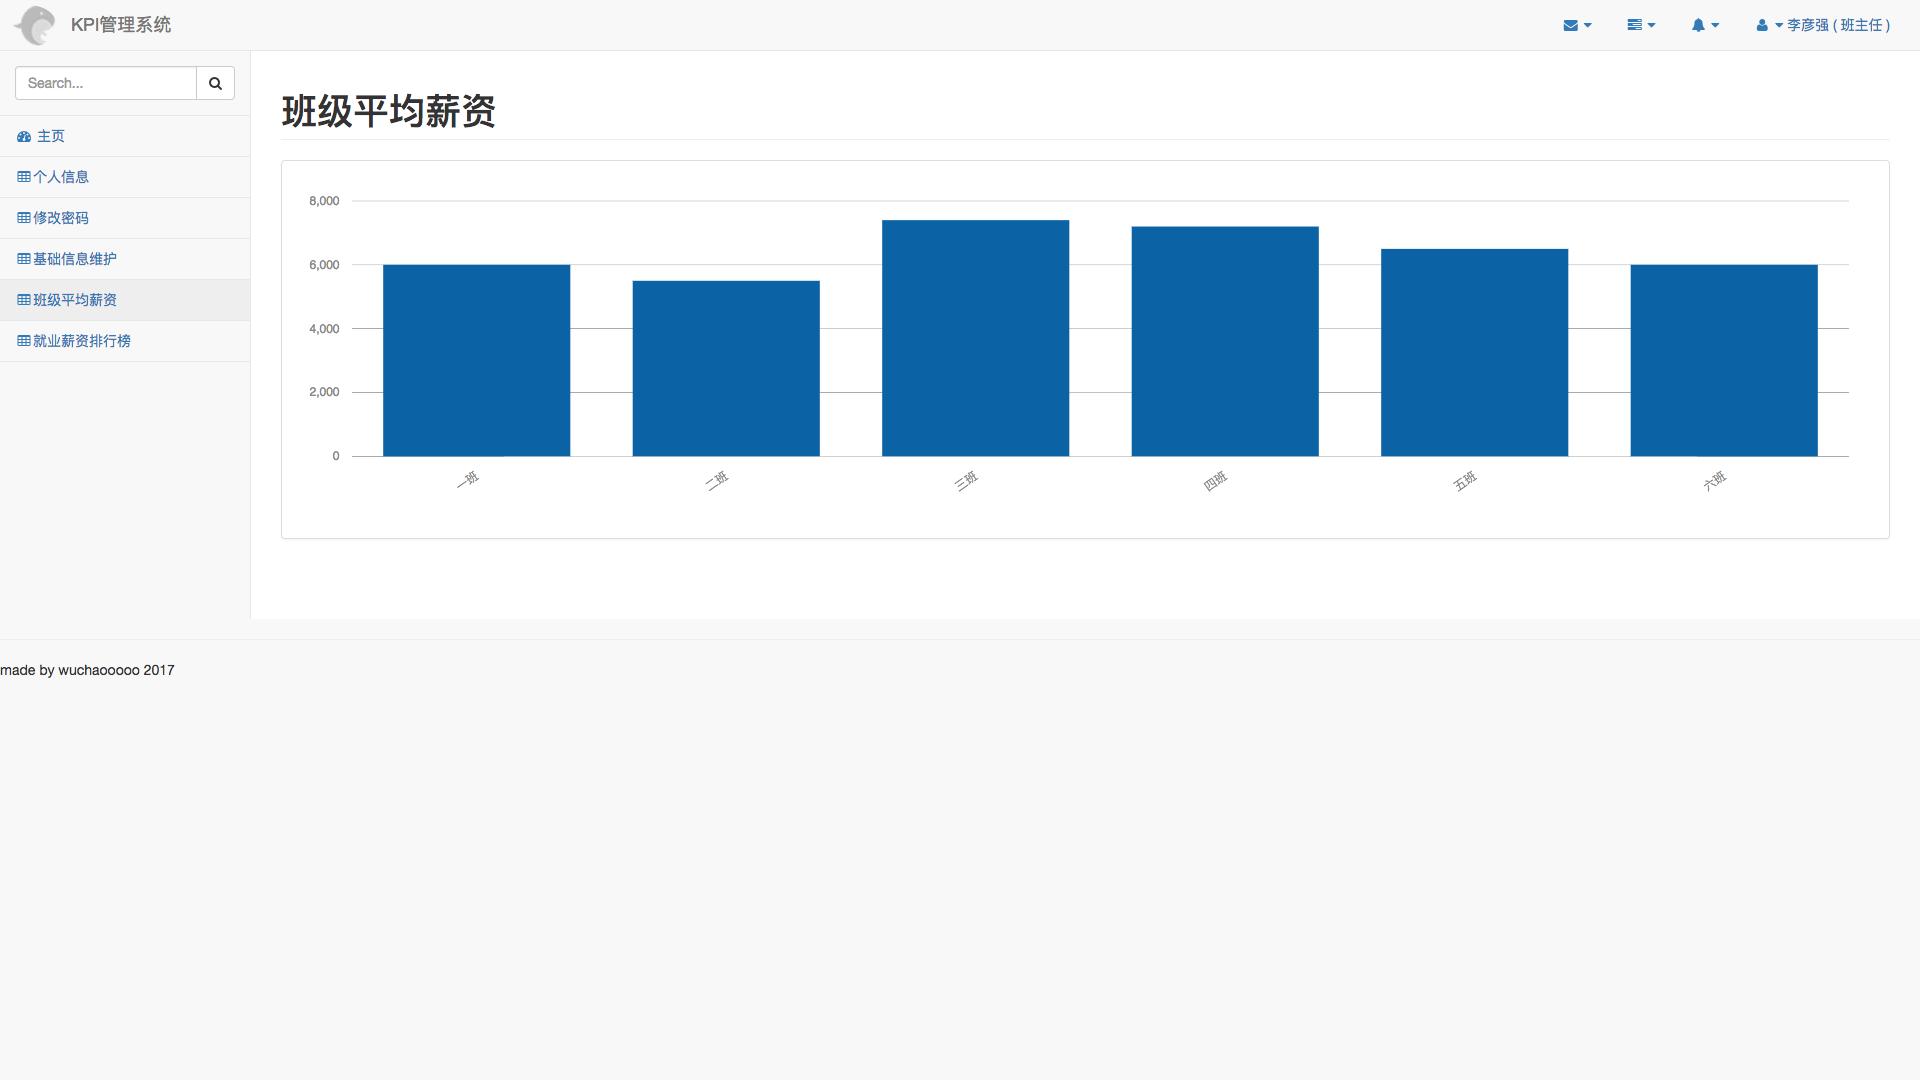 KPI管理系统
李彦强 ( 班主任 )
Search...
主页
个人信息
修改密码
基础信息维护
班级平均薪资
就业薪资排行榜
班级平均薪资
8,000
6,000
4,000
2,000
0
一班
二班
三班
四班
五班
六班
made by wuchaooooo 2017